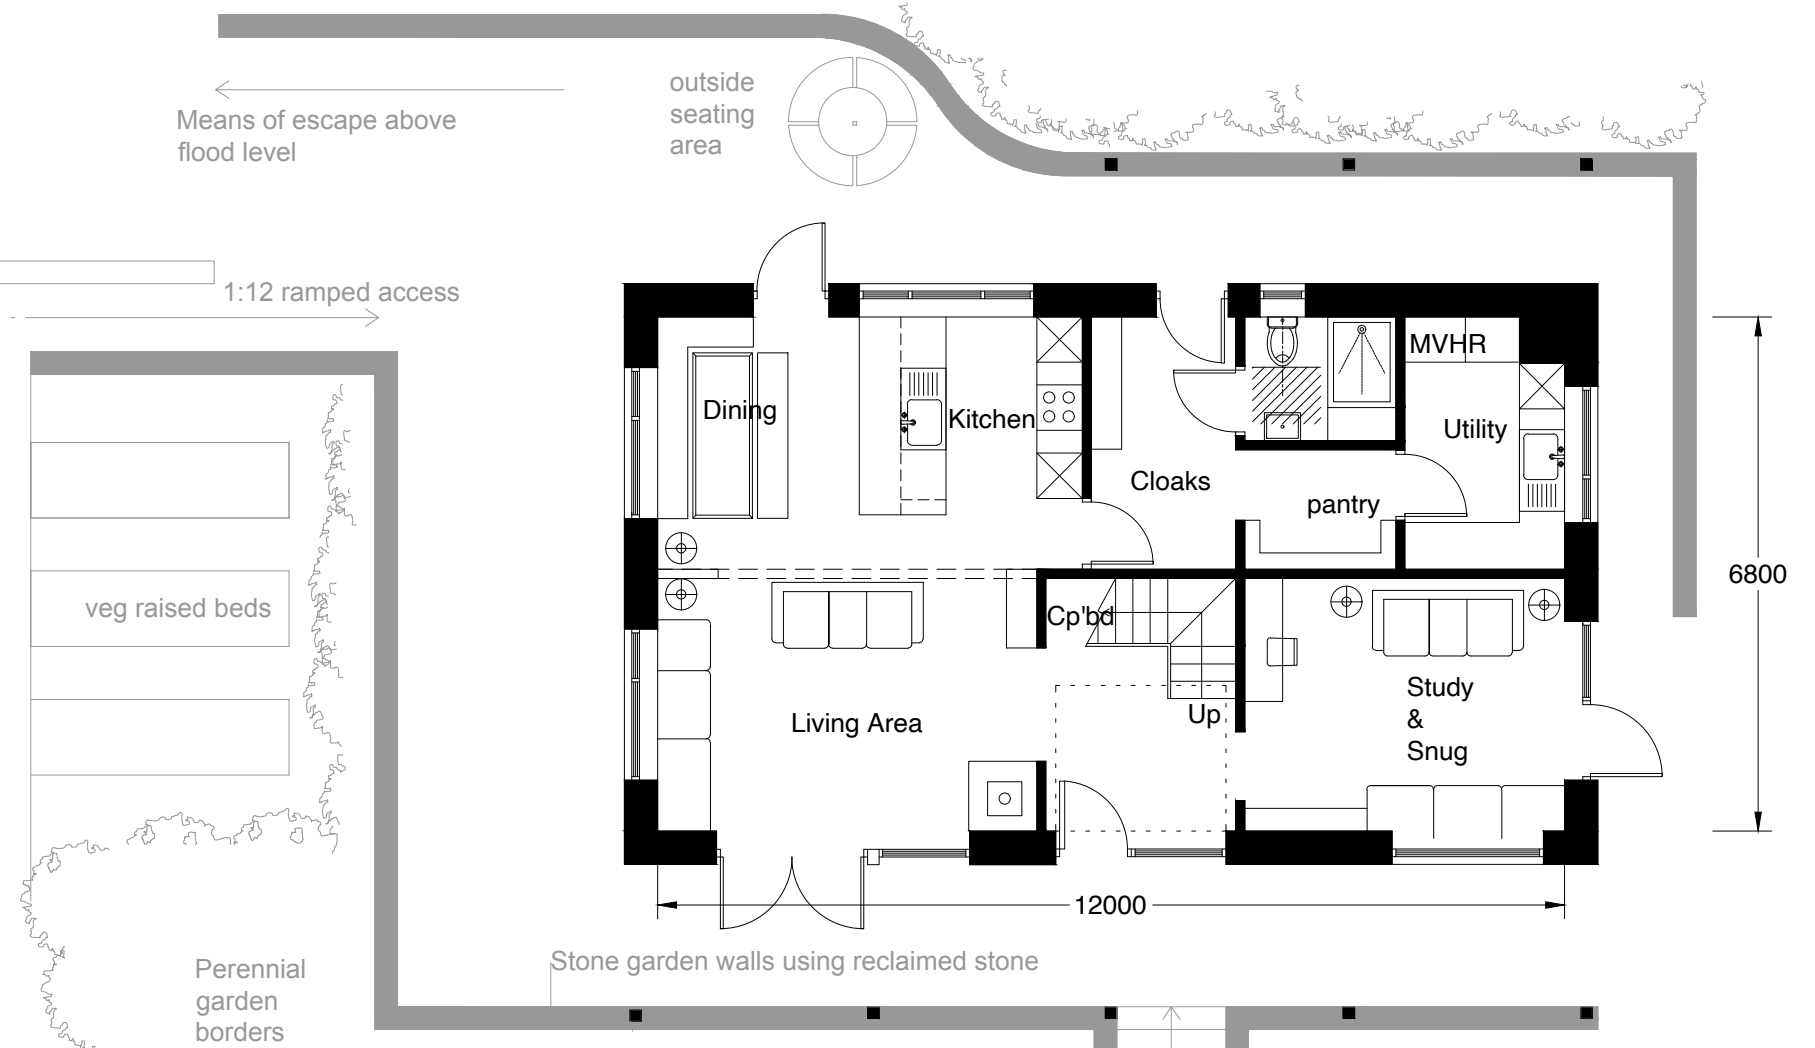 outside
seating
area
Means of escape above
flood level
1:12 ramped access
MVHR
Dining
Kitchen
Utility
Cloaks
pantry
6800
veg raised beds
Cp'bd
Study
&
Snug
Up
Living Area
12000
Stone garden walls using reclaimed stone
Perennial
garden
borders